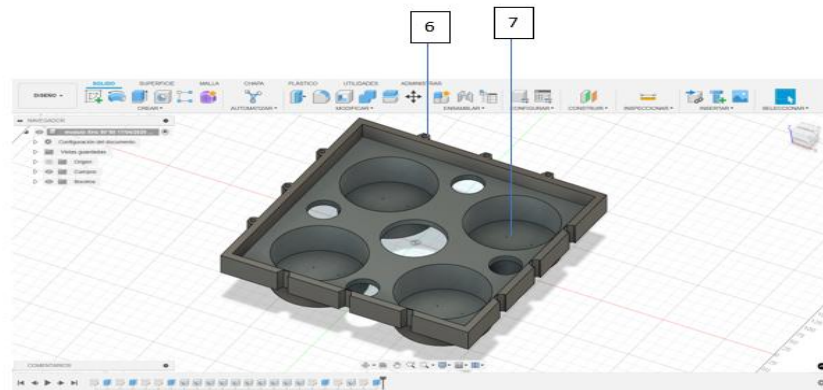 6
7
SÓLIDO SUPERFICIE MALLA CHAPA PLÁSTICO UTILIDADES ADMINISTRAR
DISEÑO
CREAR AUTOMATIZAR MODIFICAR ENSAMBLAR CONFIGURAR CONSTRUIR INSPECCIONAR INSERTAR SELECCIONAR
NAVEGADOR
Configuración del documento
Vistas guardadas
Origen
Cuerpos
Bocetos
COMENTARIOS